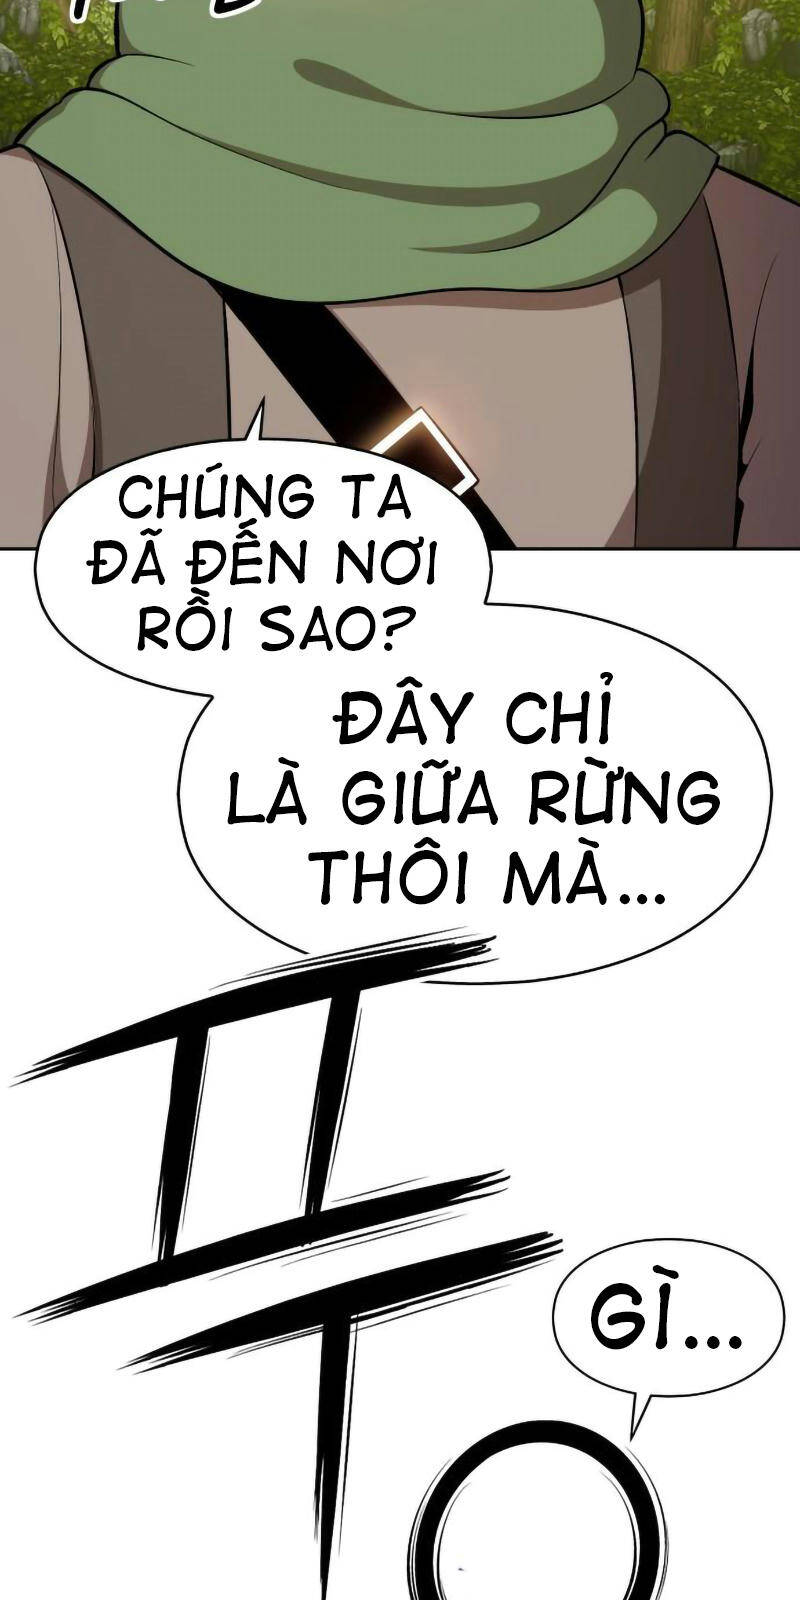 CHÚNG TA
ĐÃ ĐẾN NƠI
RỒI SAO?
ĐÂY CHỈ
LÀ GIỮA RỪNG
THÔI MÀ...
GÌ...